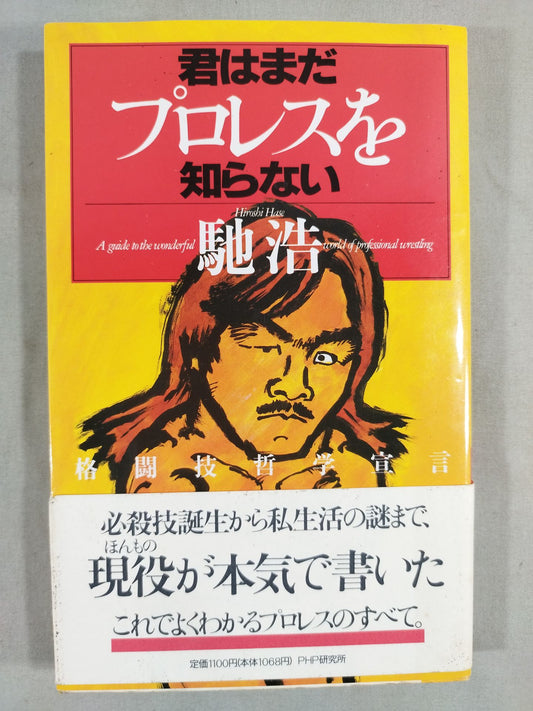 君はまだ
プロレスを
知らない
Hiroshi Hase
A guide to the wonderful 馳浩 world of professional wrestling
格闘技哲学宣言
必殺技誕生から私生活の謎まで、
ほんもの
現役が本気で書いた
これでよくわかるプロレスのすべて。
定価1100円(本体1068円) PHP研究所